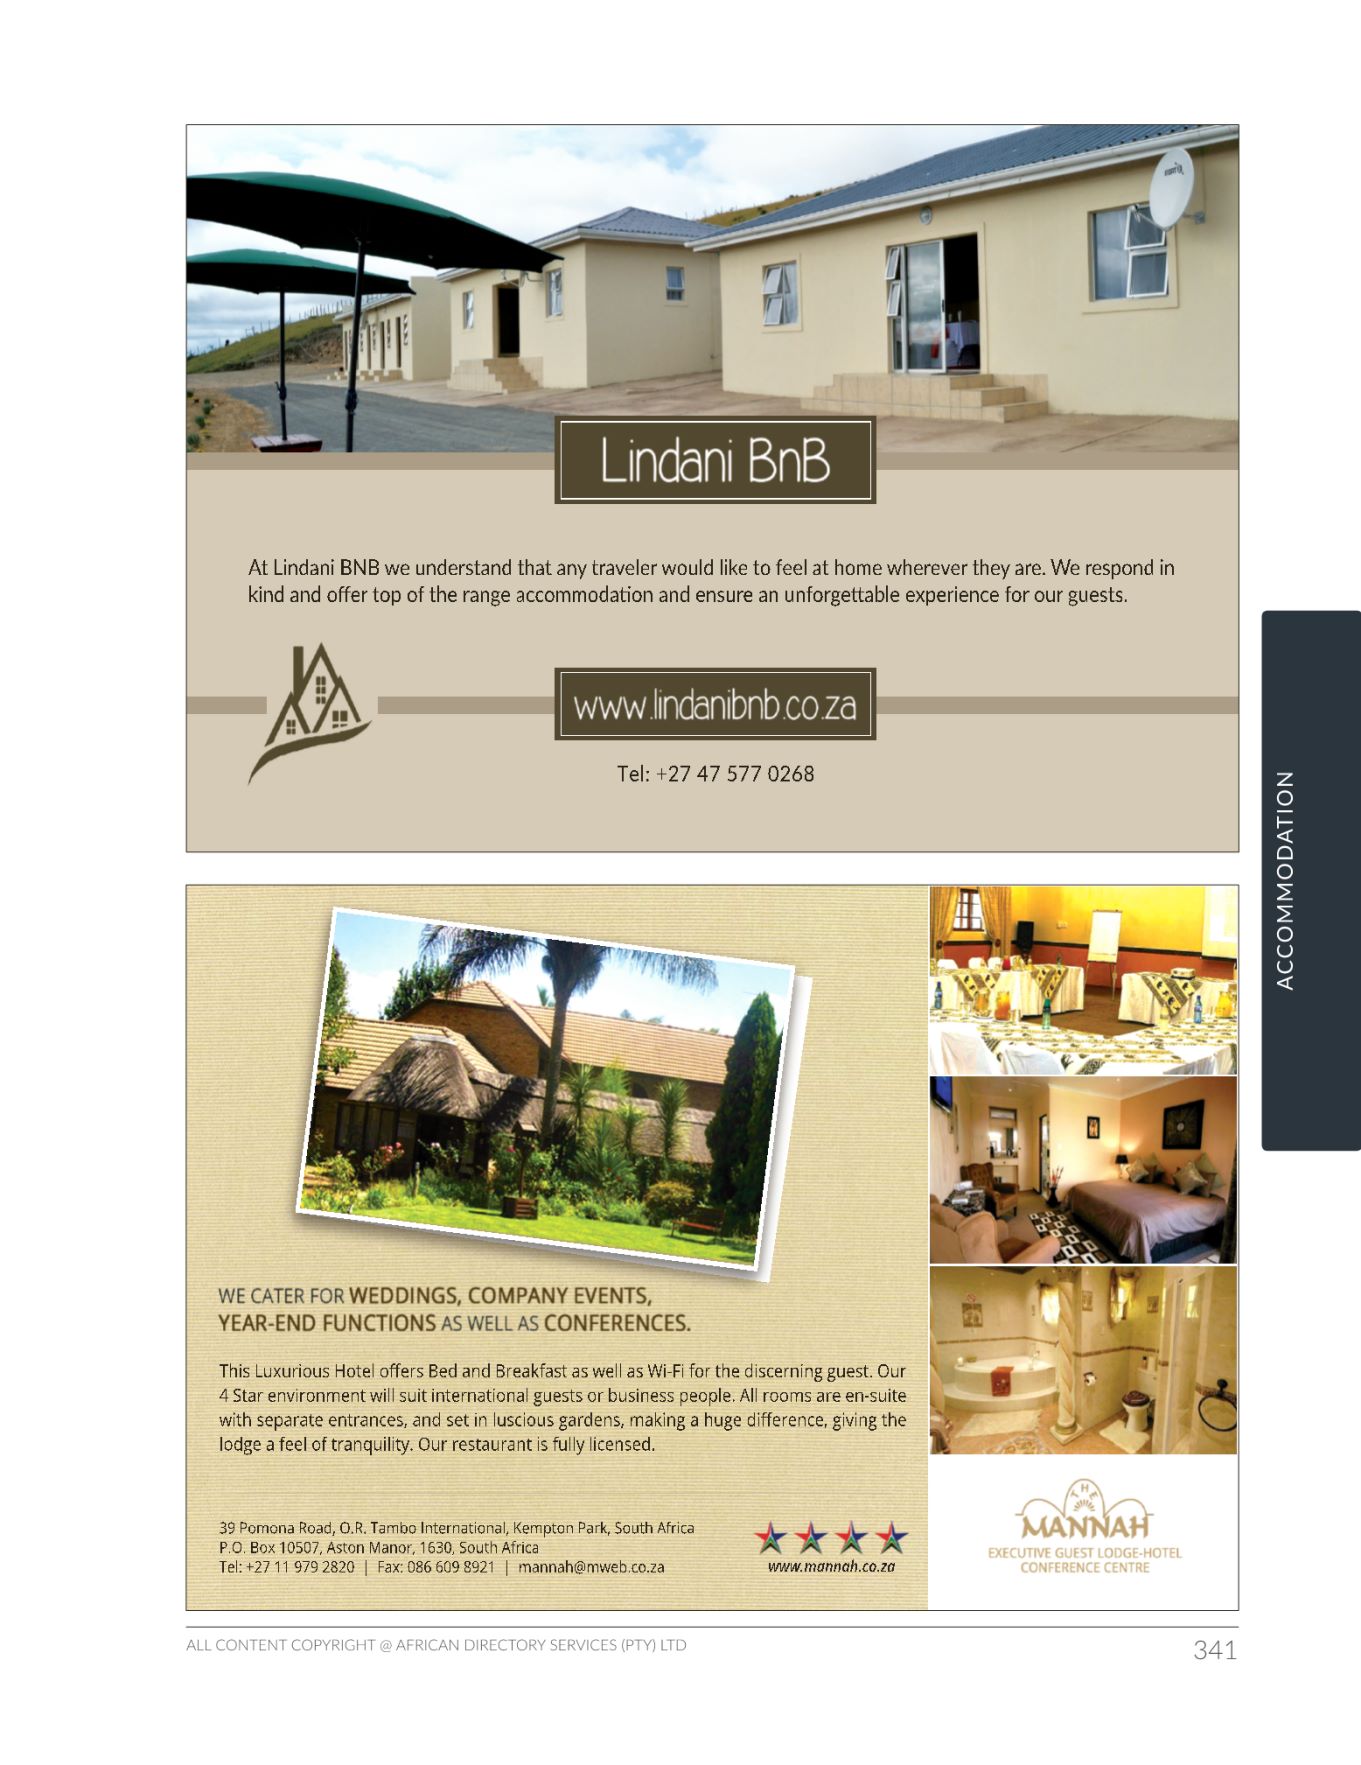 Lindani BnB
At Lindani BNB we understand that any traveler would like to feel at home wherever they are. We respond in
kind and offer top of the range accommodation and ensure an unforgettable experience for our guests.
www.lindanibnb.co.za
Tel: +27 47 577 0268
ACCOMMODATION
WE CATER FOR WEDDINGS, COMPANY EVENTS,
YEAR-END FUNCTIONS AS WELL AS CONFERENCES.
This Luxurious Hotel offers Bed and Breakfast as well as Wi-Fi for the discerning guest. Our
4 Star environment will suit international guests or business people. All rooms are en-suite
with separate entrances, and set in luscious gardens, making a huge difference, giving the
lodge a feel of tranquility. Our restaurant is fully licensed.
39 Pomona Road, O.R. Tambo International, Kempton Park, South Africa
P.O. Box 10507, Aston Manor, 1630, South Africa
Tel: +27 11 979 2820 | Fax: 086 609 8921 | mannah@mweb.co.za
www.mannah.co.za
THE
MANNAH
EXECUTIVE GUEST LODGE-HOTEL
CONFERENCE CENTRE
ALL CONTENT COPYRIGHT @ AFRICAN DIRECTORY SERVICES (PTY) LTD
341